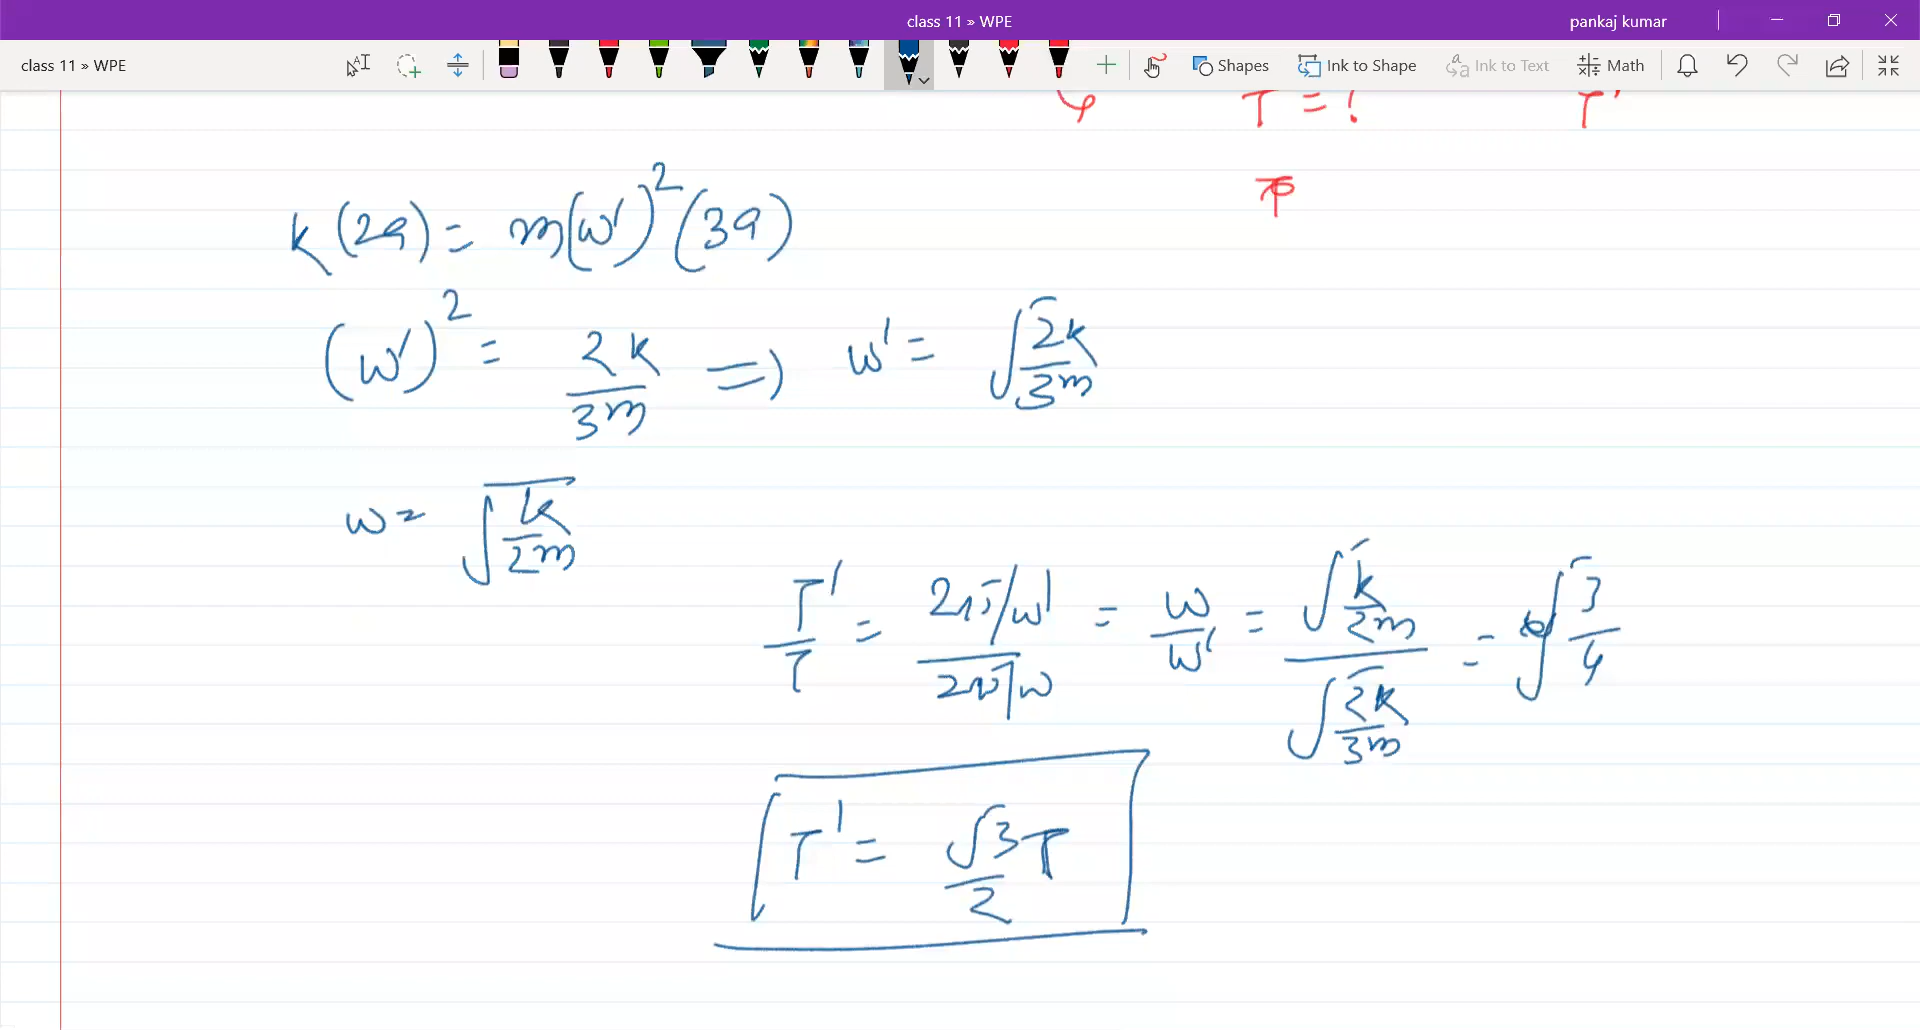 class 11 » WPE
pankaj kumar
class 11 » WPE
Shapes
Ink to Shape
Ink to Text
Math
T = ?
T'
k(2a) = m(ω')²(3a)
(ω')² = 2k/3m ⇒ ω' = √(2k/3m)
ω = √(k/2m)
T'/T = (2π/ω')/(2π/ω) = ω/ω' = √(k/2m)/√(2k/3m) = √(3/4)
T' = √3/2 T